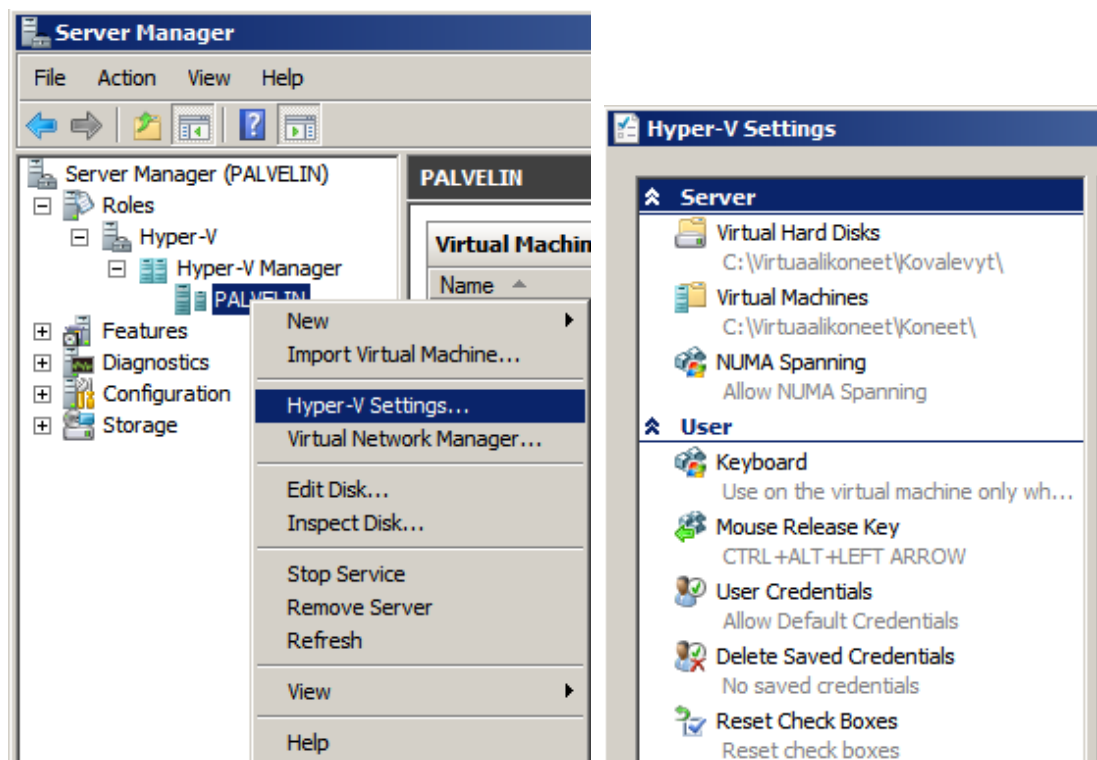 Server Manager
File Action View Help
Server Manager (PALVELIN)
Roles
Hyper-V
Hyper-V Manager
PALVELIN
Features
Diagnostics
Configuration
Storage
PALVELIN
Virtual Machin
Name
New
Import Virtual Machine...
Hyper-V Settings...
Virtual Network Manager...
Edit Disk...
Inspect Disk...
Stop Service
Remove Server
Refresh
View
Help
Hyper-V Settings
Server
Virtual Hard Disks
C:\Virtuaalikoneet\Kovalevyt\
Virtual Machines
C:\Virtuaalikoneet\Koneet\
NUMA Spanning
Allow NUMA Spanning
User
Keyboard
Use on the virtual machine only wh...
Mouse Release Key
CTRL+ALT+LEFT ARROW
User Credentials
Allow Default Credentials
Delete Saved Credentials
No saved credentials
Reset Check Boxes
Reset check boxes